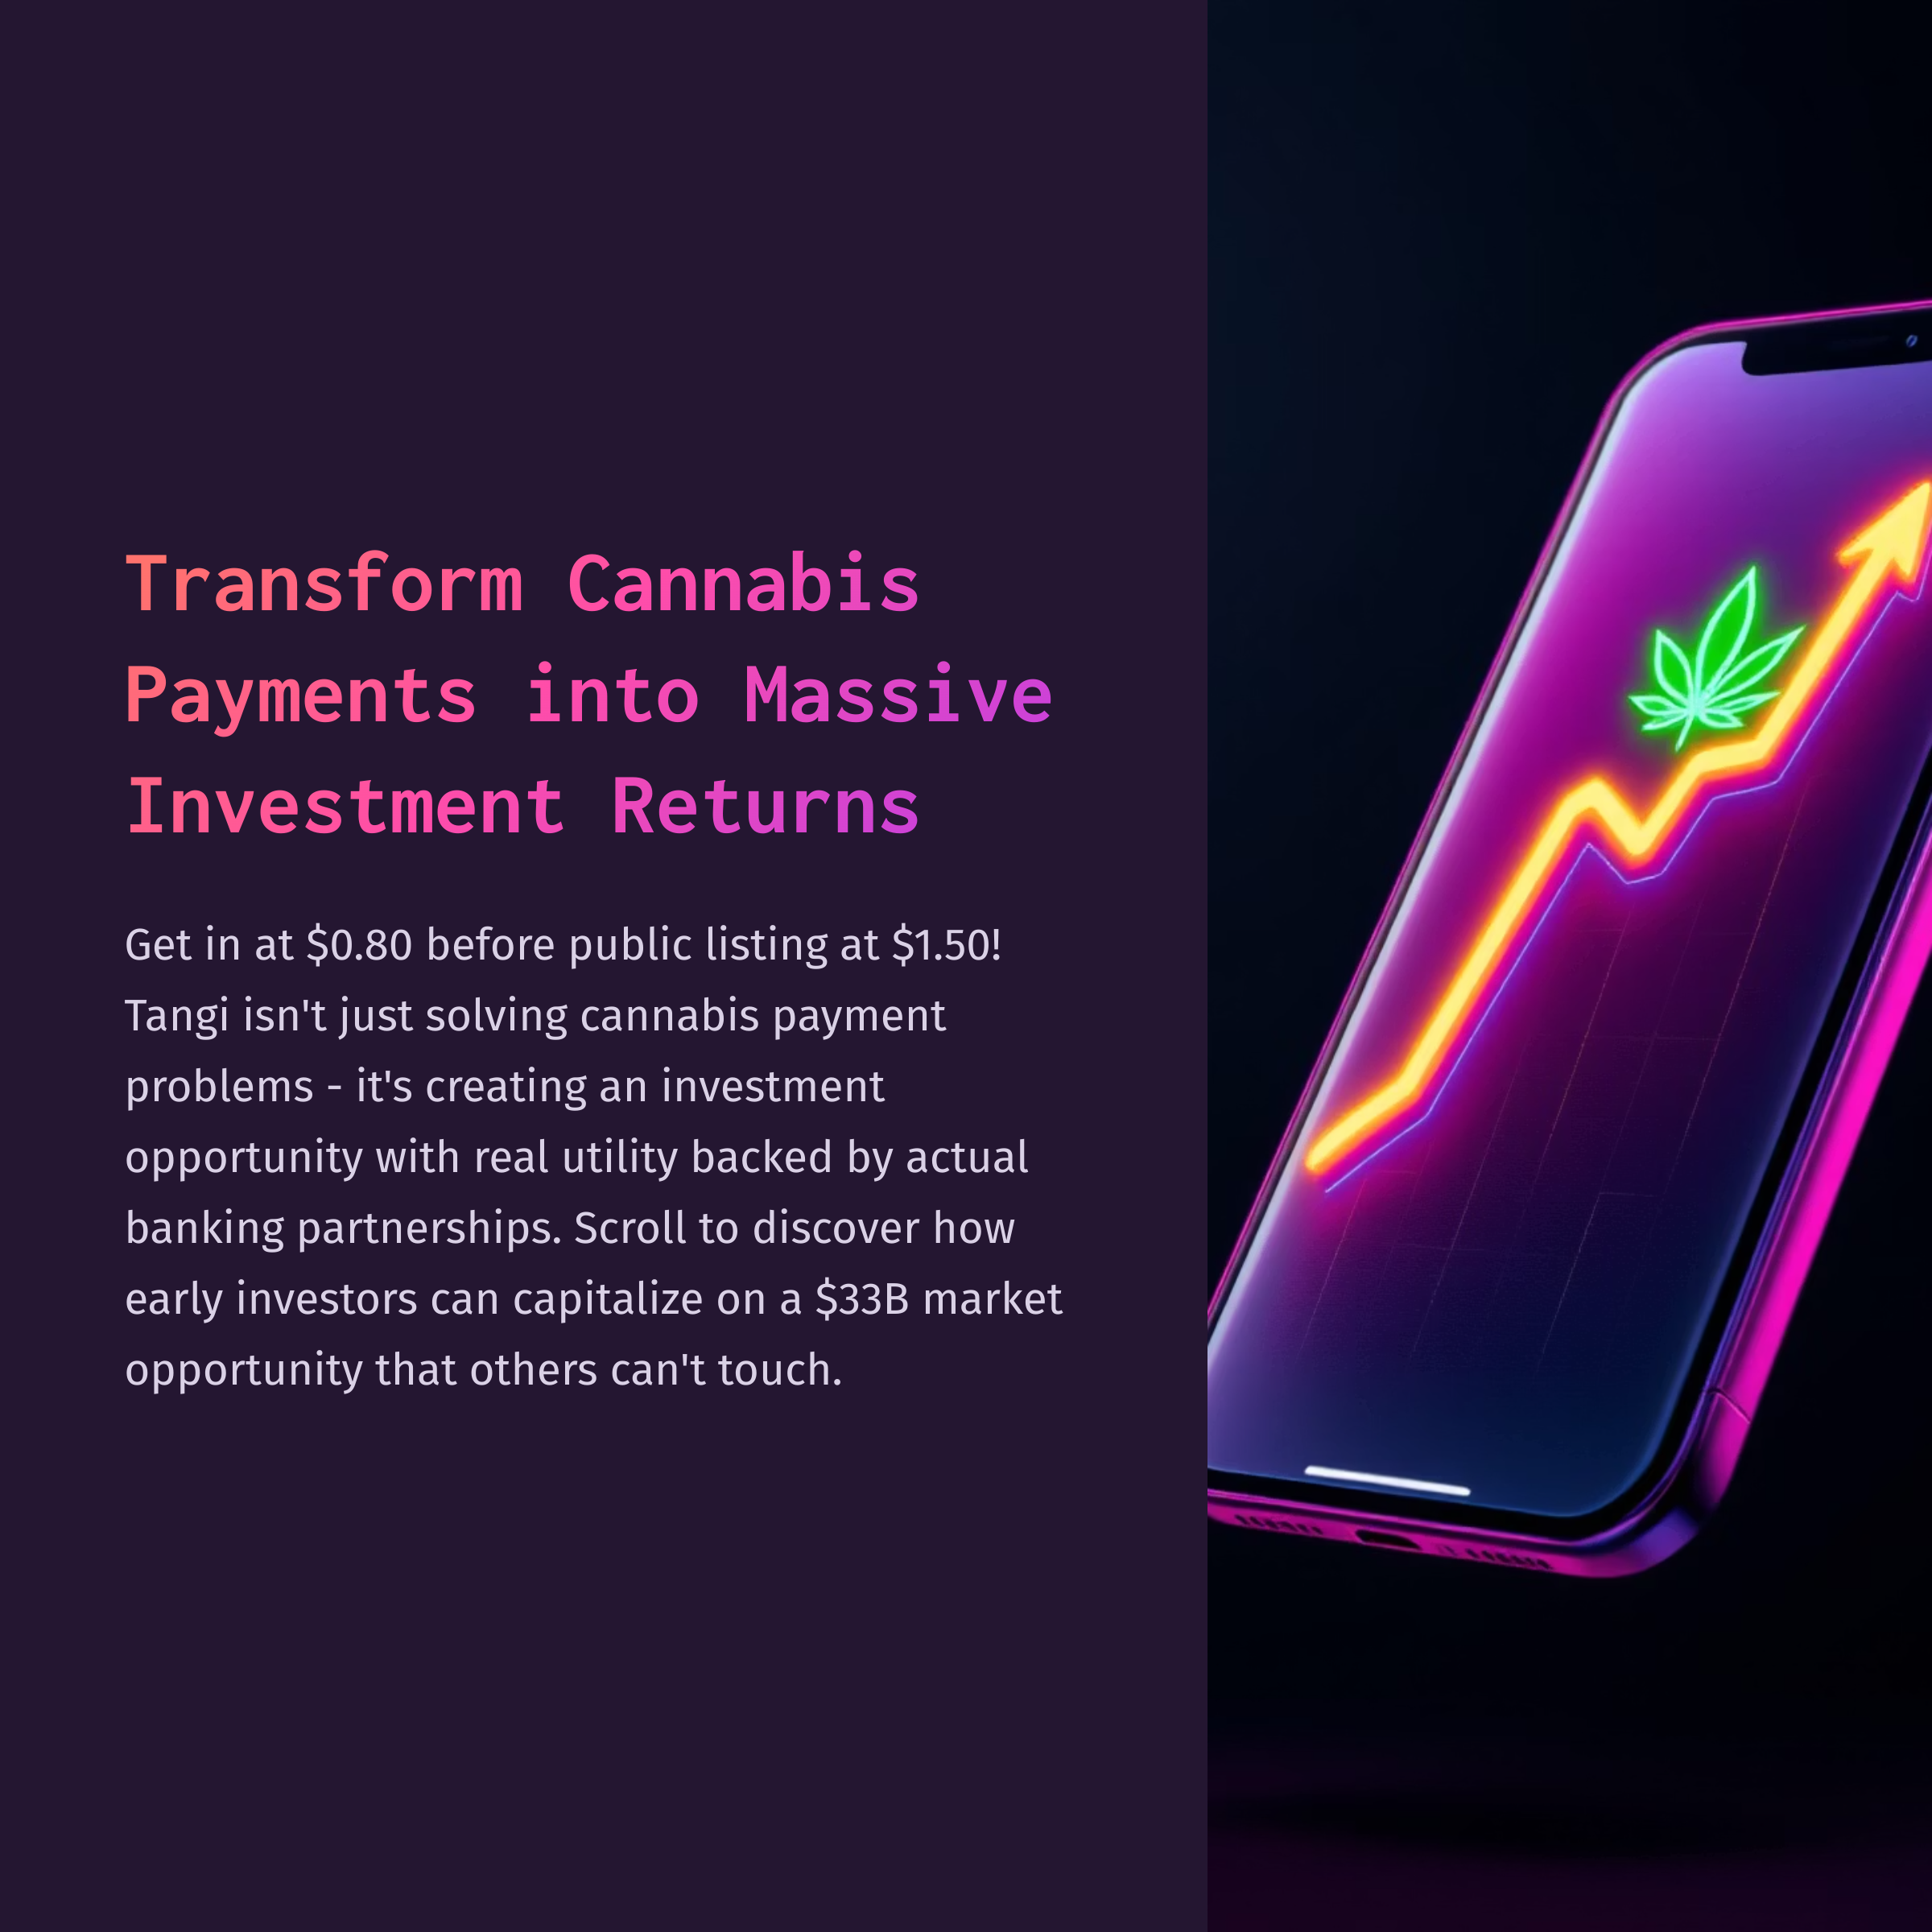 Transform Cannabis
Payments into Massive
Investment Returns
Get in at $0.80 before public listing at $1.50!
Tangi isn't just solving cannabis payment
problems - it's creating an investment
opportunity with real utility backed by actual
banking partnerships. Scroll to discover how
early investors can capitalize on a $33B market
opportunity that others can't touch.